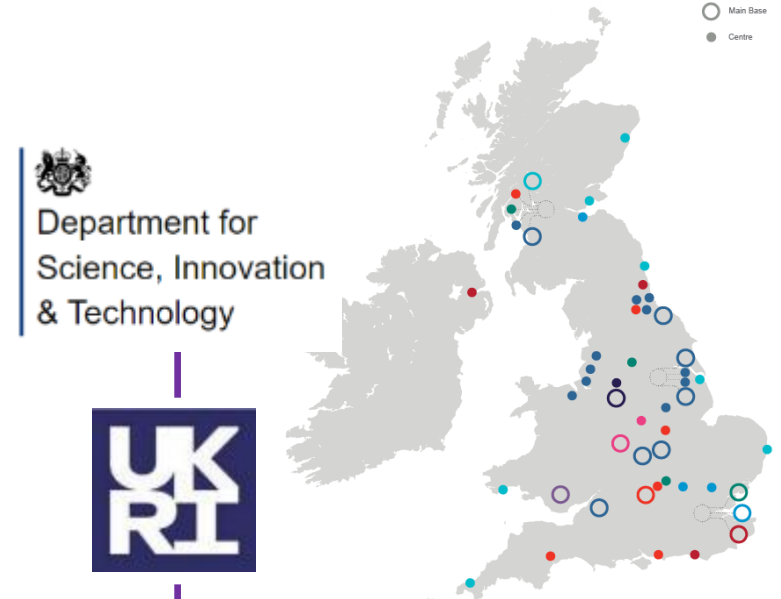 Main Base
Centre
Department for
Science, Innovation
& Technology
UK
RI